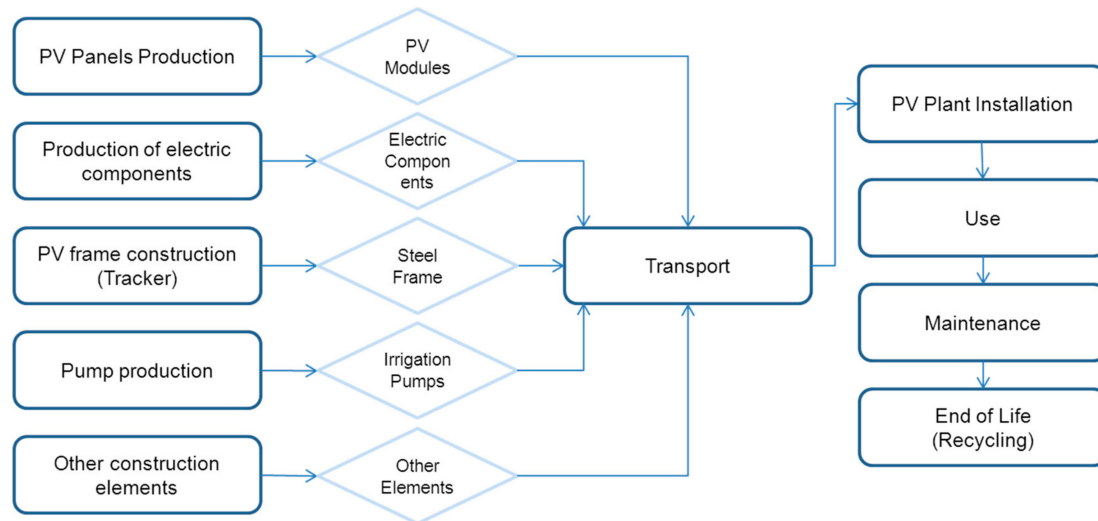 PV Panels Production
PV
Modules
Production of electric
components
Electric
Compon
ents
PV frame construction
(Tracker)
Steel
Frame
Pump production
Irrigation
Pumps
Other construction
elements
Other
Elements
Transport
PV Plant Installation
Use
Maintenance
End of Life
(Recycling)